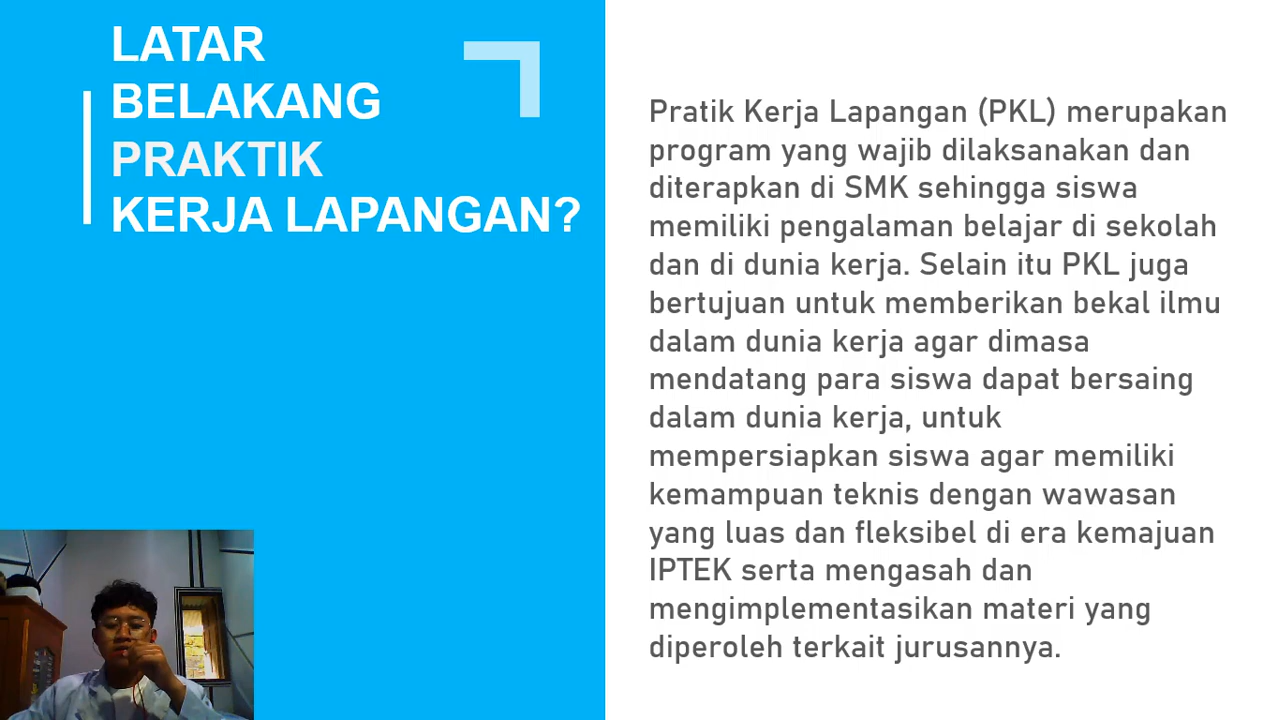 LATAR
BELAKANG
PRAKTIK
KERJA LAPANGAN?
Pratik Kerja Lapangan (PKL) merupakan
program yang wajib dilaksanakan dan
diterapkan di SMK sehingga siswa
memiliki pengalaman belajar di sekolah
dan di dunia kerja. Selain itu PKL juga
bertujuan untuk memberikan bekal ilmu
dalam dunia kerja agar dimasa
mendatang para siswa dapat bersaing
dalam dunia kerja, untuk
mempersiapkan siswa agar memiliki
kemampuan teknis dengan wawasan
yang luas dan fleksibel di era kemajuan
IPTEK serta mengasah dan
mengimplementasikan materi yang
diperoleh terkait jurusannya.